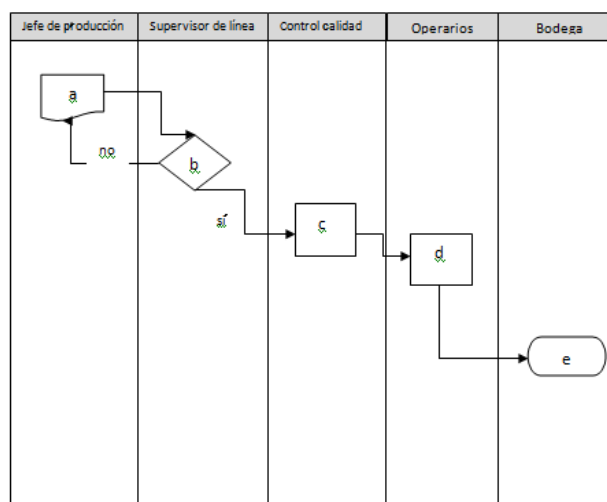 Jefe de producción Supervisor de línea Control calidad Operarios Bodega
a
no
b
sí
c
d
e